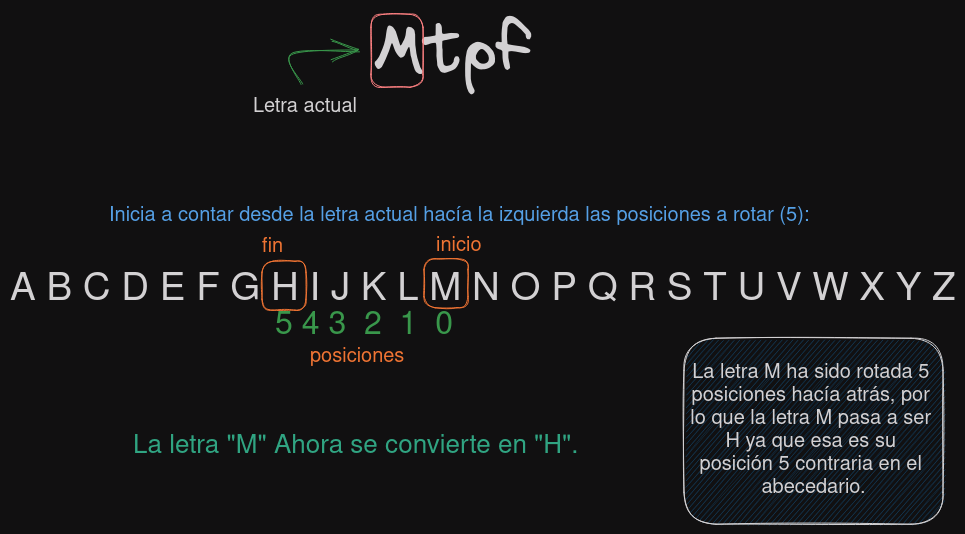 Mtpf
Letra actual
Inicia a contar desde la letra actual hacía la izquierda las posiciones a rotar (5):
fin inicio
A B C D E F G H I J K L M N O P Q R S T U V W X Y Z
5 4 3 2 1 0
posiciones
La letra M ha sido rotada 5
posiciones hacía atrás, por
lo que la letra M pasa a ser
H ya que esa es su
posición 5 contraria en el
abecedario.
La letra "M" Ahora se convierte en "H".